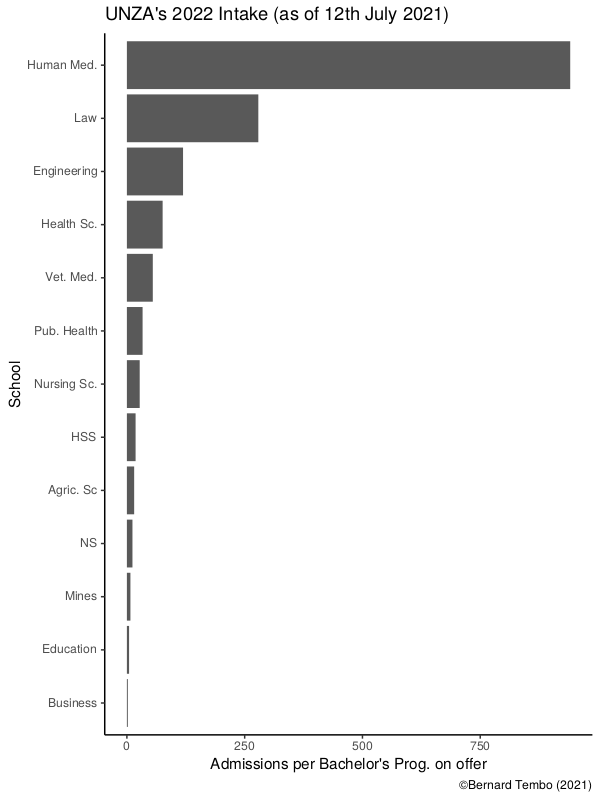 UNZA's 2022 Intake (as of 12th July 2021)
Human Med.
Law
Engineering
Health Sc.
Vet. Med.
Pub. Health
Nursing Sc.
HSS
Agric. Sc
NS
Mines
Education
Business
School
0 250 500 750
Admissions per Bachelor's Prog. on offer
©Bernard Tembo (2021)